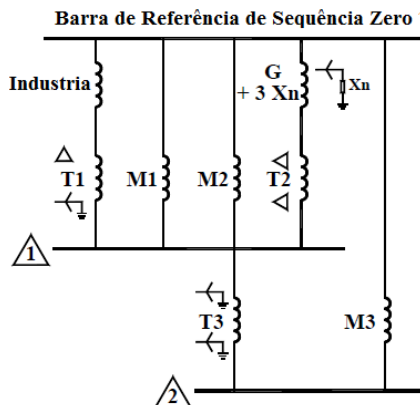 Barra de Referência de Sequência Zero
Industria
G
+ 3 Xn
Xn
T1
M1
M2
T2
1
T3
M3
2